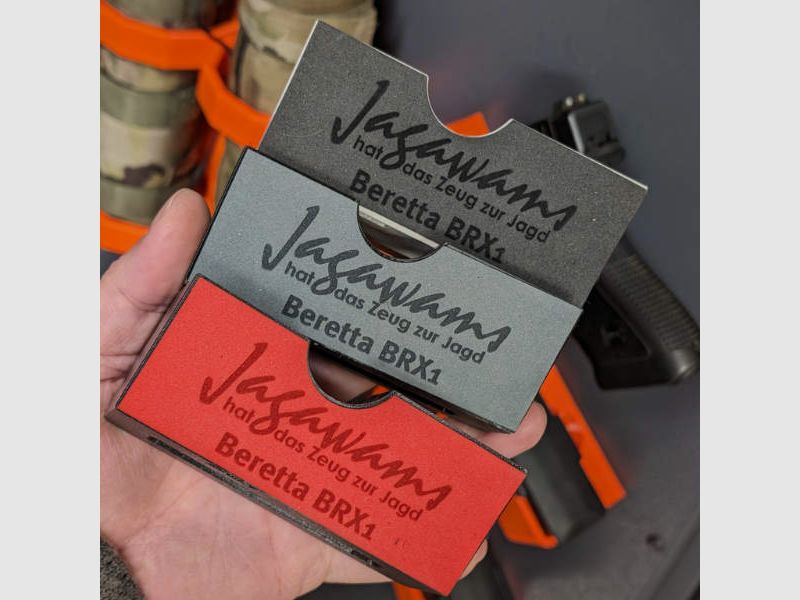 Jagawams
hat das Zeug zur Jagd
Beretta BRX1
Jagawams
hat das Zeug zur Jagd
Beretta BRX1
Jagawams
hat das Zeug zur Jagd
Beretta BRX1